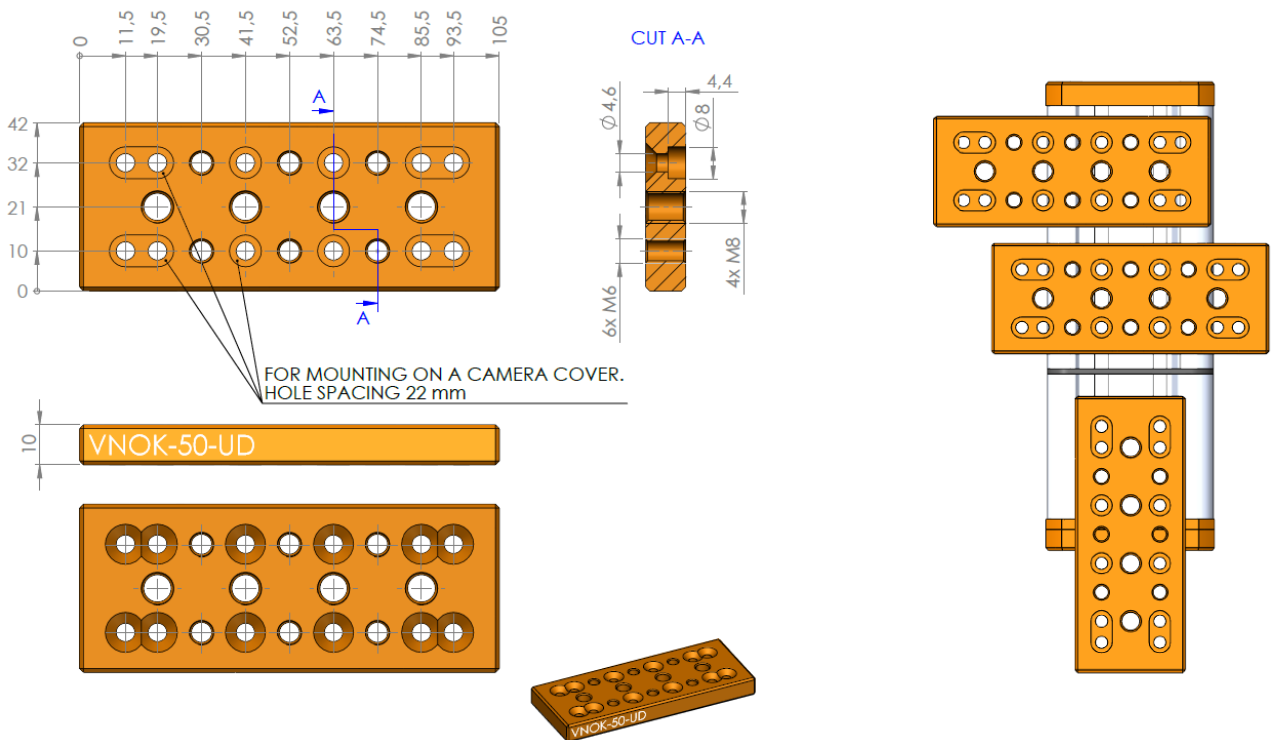 0
11,5
19,5
30,5
41,5
52,5
63,5
74,5
85,5
93,5
105
CUT A-A
4,4
Ø4,6
Ø8
A
42
32
21
10
0
A
6x M6
4x M8
FOR MOUNTING ON A CAMERA COVER.
HOLE SPACING 22 mm
10
VNOK-50-UD
VNOK-50-UD